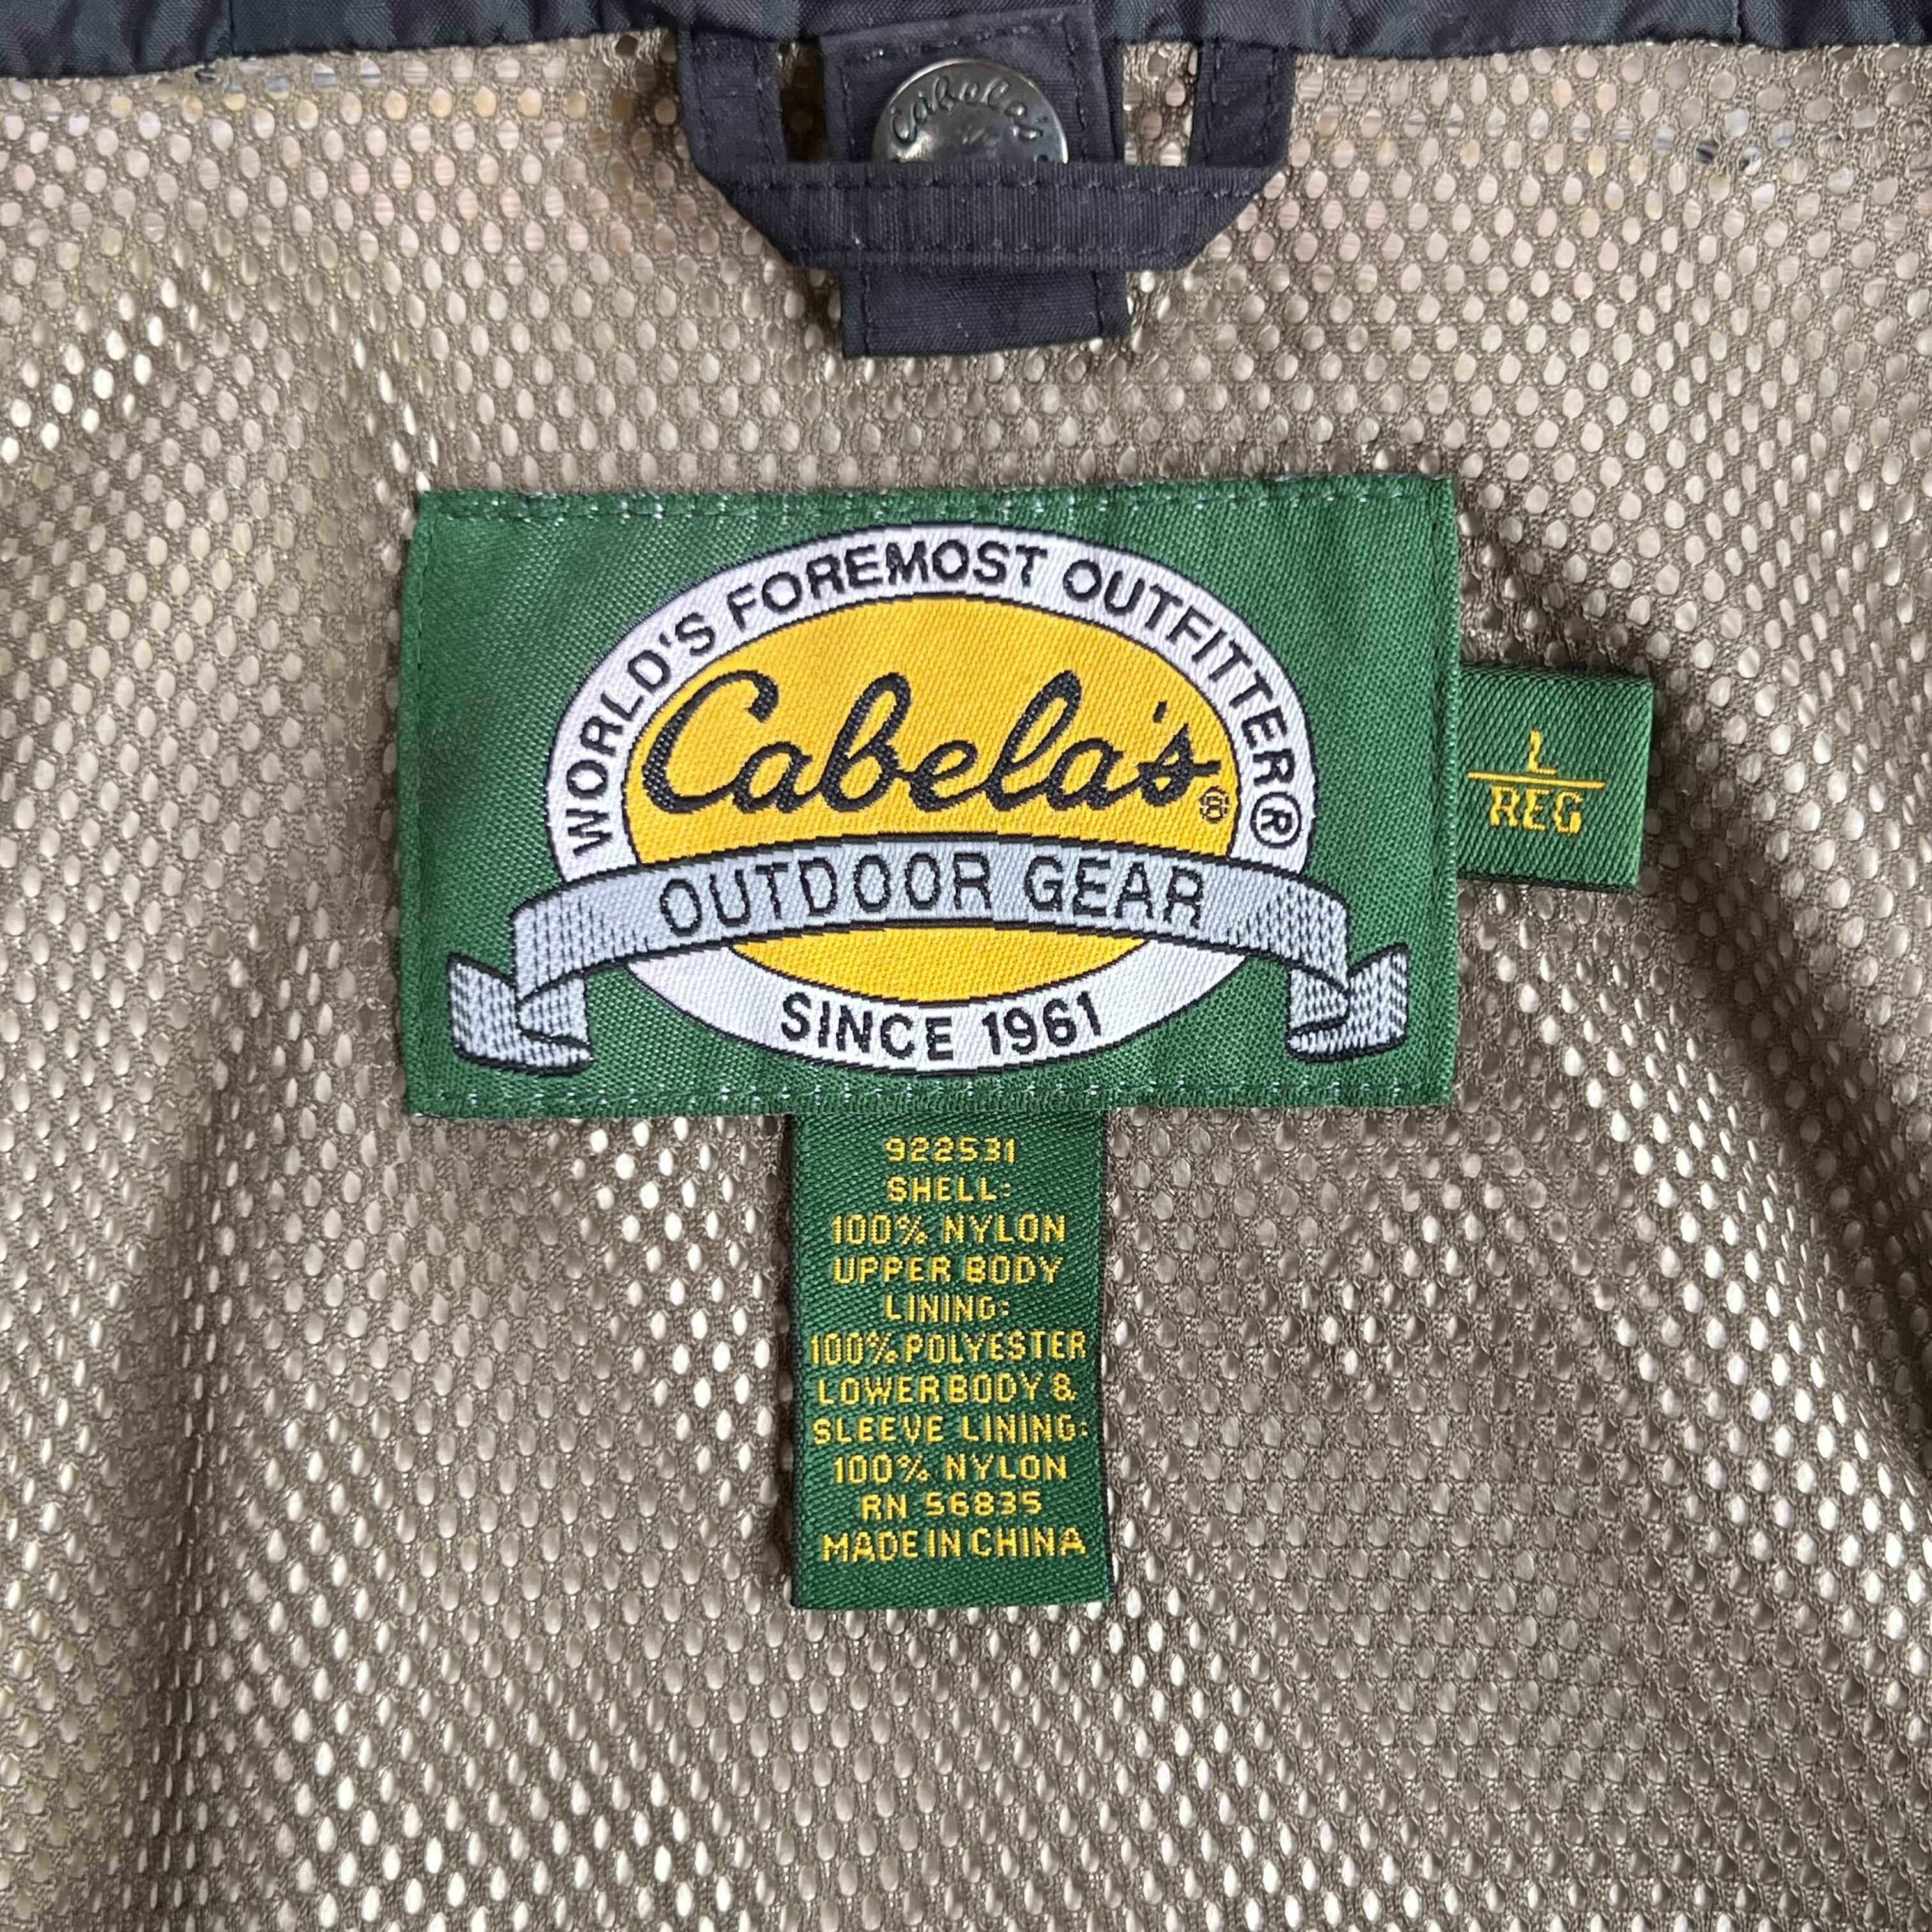 Cabela's
WORLD'S FOREMOST OUTFITTER®
Cabela's®
OUTDOOR GEAR
SINCE 1961
L
REG
922531
SHELL:
100% NYLON
UPPER BODY
LINING:
100% POLYESTER
LOWER BODY &
SLEEVE LINING:
100% NYLON
RN 56835
MADE IN CHINA